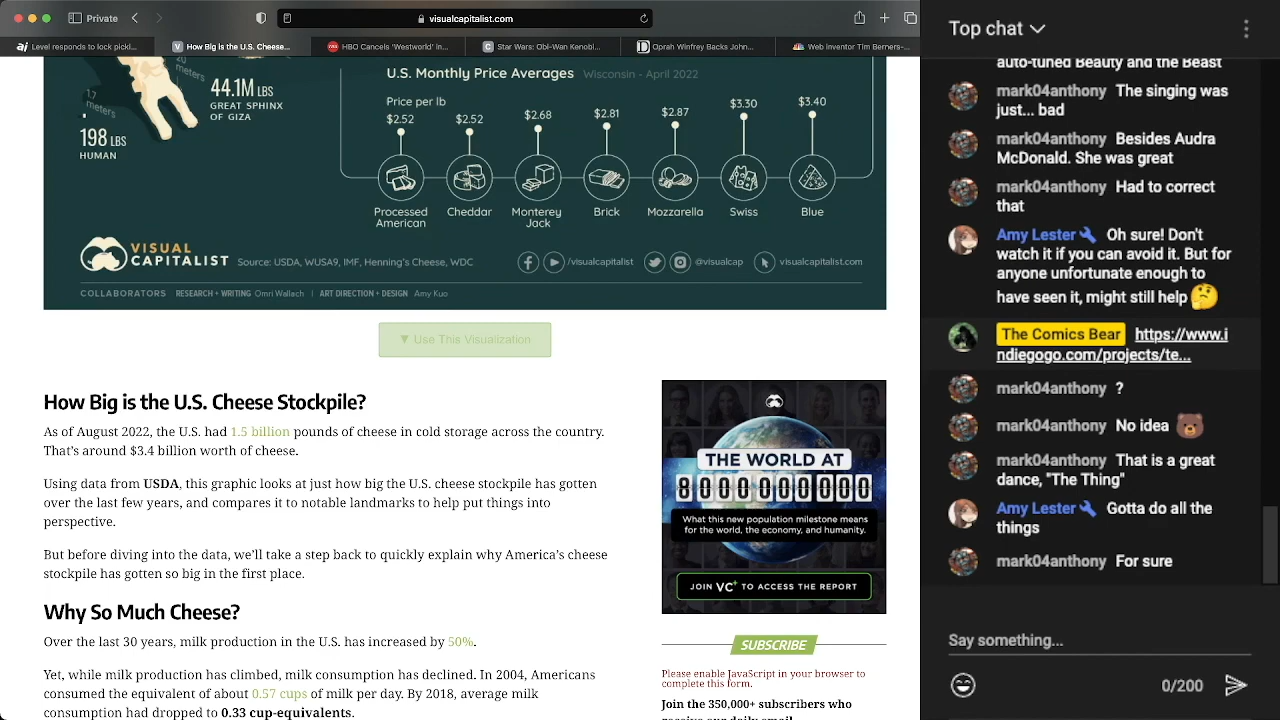 Private
visualcapitalist.com
Level responds to lock pickl...
How Big is the U.S. Cheese...
HBO Cancels 'Westworld' in...
Star Wars: Obi-Wan Kenobi...
Oprah Winfrey Backs John...
Web Inventor Tim Berners-...
20 meters
1.7 meters
44.1M LBS
GREAT SPHINX
OF GIZA
198 LBS
HUMAN
U.S. Monthly Price Averages Wisconsin - April 2022
Price per lb
$2.52 $2.52 $2.68 $2.81 $2.87 $3.30 $3.40
Processed American Cheddar Monterey Jack Brick Mozzarella Swiss Blue
VISUAL
CAPITALIST
Source: USDA, WUSA9, IMF, Henning's Cheese, WDC
/visualcapitalist @visualcap visualcapitalist.com
COLLABORATORS RESEARCH + WRITING Omri Wallach | ART DIRECTION + DESIGN Amy Kuo
▼ Use This Visualization
How Big is the U.S. Cheese Stockpile?
As of August 2022, the U.S. had 1.5 billion pounds of cheese in cold storage across the country.
That's around $3.4 billion worth of cheese.
Using data from USDA, this graphic looks at just how big the U.S. cheese stockpile has gotten
over the last few years, and compares it to notable landmarks to help put things into
perspective.
But before diving into the data, we'll take a step back to quickly explain why America's cheese
stockpile has gotten so big in the first place.
Why So Much Cheese?
Over the last 30 years, milk production in the U.S. has increased by 50%.
Yet, while milk production has climbed, milk consumption has declined. In 2004, Americans
consumed the equivalent of about 0.57 cups of milk per day. By 2018, average milk
consumption had dropped to 0.33 cup-equivalents.
THE WORLD AT
8000000000
What this new population milestone means
for the world, the economy, and humanity.
JOIN VC+ TO ACCESS THE REPORT
SUBSCRIBE
Please enable JavaScript in your browser to
complete this form.
Join the 350,000+ subscribers who
receive our daily email
Top chat
auto-tuned Beauty and the Beast
mark04anthony The singing was
just... bad
mark04anthony Besides Audra
McDonald. She was great
mark04anthony Had to correct
that
Amy Lester Oh sure! Don't
watch it if you can avoid it. But for
anyone unfortunate enough to
have seen it, might still help 🤔
The Comics Bear https://www.i
ndiegogo.com/projects/te...
mark04anthony ?
mark04anthony No idea 🐻
mark04anthony That is a great
dance, "The Thing"
Amy Lester Gotta do all the
things
mark04anthony For sure
Say something...
0/200